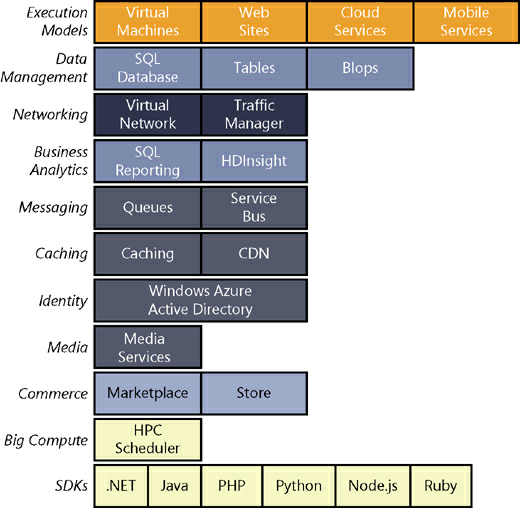 Execution Models
Virtual Machines
Web Sites
Cloud Services
Mobile Services
Data Management
SQL Database
Tables
Blops
Networking
Virtual Network
Traffic Manager
Business Analytics
SQL Reporting
HDInsight
Messaging
Queues
Service Bus
Caching
Caching
CDN
Identity
Windows Azure Active Directory
Media
Media Services
Commerce
Marketplace
Store
Big Compute
HPC Scheduler
SDKs
.NET
Java
PHP
Python
Node.js
Ruby